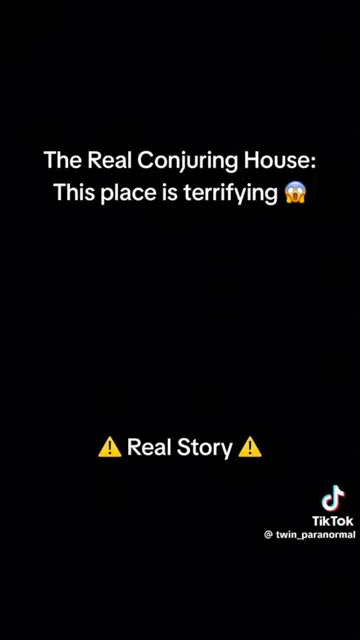 The Real Conjuring House:
This place is terrifying 😱
⚠️ Real Story ⚠️
TikTok
@ twin_paranormal